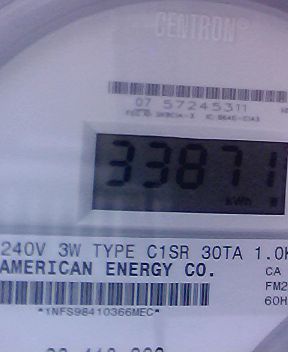 CENTRON®
07 57245311
33871
kWh
240V 3W TYPE C1SR 30TA 1.0K
AMERICAN ENERGY CO.
CA
FM2
60H
*1NFS98410366MEC*